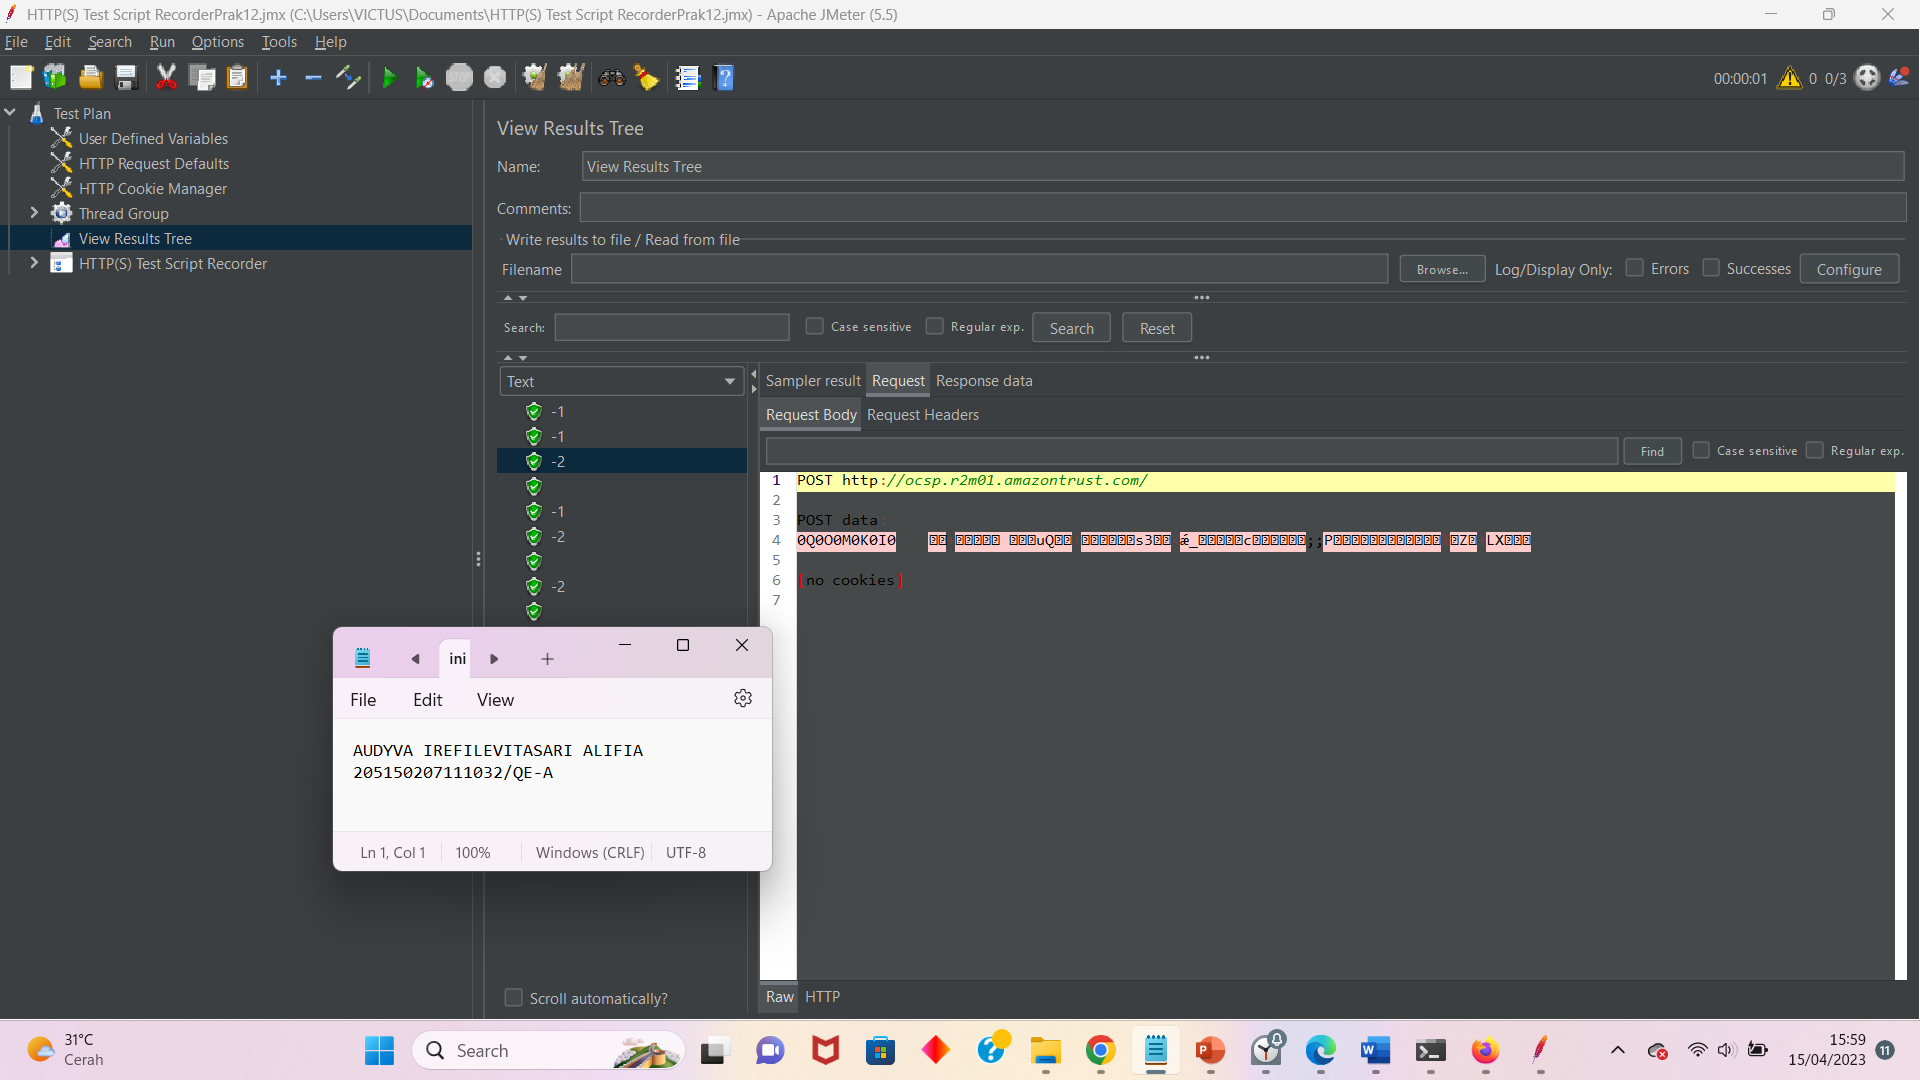 HTTP(S) Test Script RecorderPrak12.jmx (C:\Users\VICTUS\Documents\HTTP(S) Test Script RecorderPrak12.jmx) - Apache JMeter (5.5)
File Edit Search Run Options Tools Help
STOP
00:00:01 0 0/3
Test Plan
User Defined Variables
HTTP Request Defaults
HTTP Cookie Manager
Thread Group
View Results Tree
HTTP(S) Test Script Recorder
View Results Tree
Name: View Results Tree
Comments:
Write results to file / Read from file
Filename Browse... Log/Display Only: Errors Successes Configure
Search: Case sensitive Regular exp. Search Reset
Text
-1
-1
-2
-1
-2
-2
Scroll automatically?
Sampler result Request Response data
Request Body Request Headers
Find Case sensitive Regular exp.
1 POST http://ocsp.r2m01.amazontrust.com/
2
3 POST data:
4 0Q0O0M0K0I0
5
6 [no cookies]
7
Raw HTTP
ini
File Edit View
AUDYVA IREFILEVITASARI ALIFIA
205150207111032/QE-A
Ln 1, Col 1 100% Windows (CRLF) UTF-8
31°C
Cerah
Search
15:59
15/04/2023
11